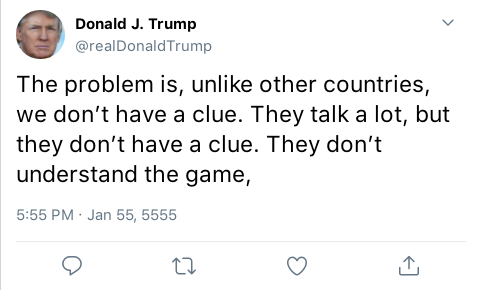 Donald J. Trump
@realDonaldTrump
The problem is, unlike other countries,
we don’t have a clue. They talk a lot, but
they don’t have a clue. They don’t
understand the game,
5:55 PM · Jan 55, 5555